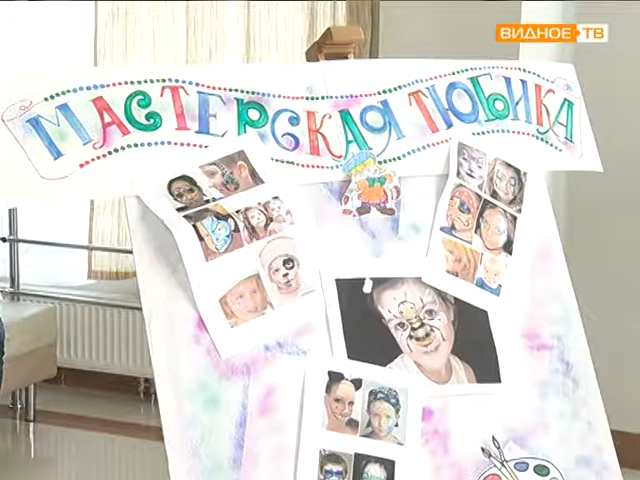 ВИДНОЕ ТВ
МАСТЕРСКАЯ ТЮБИКА